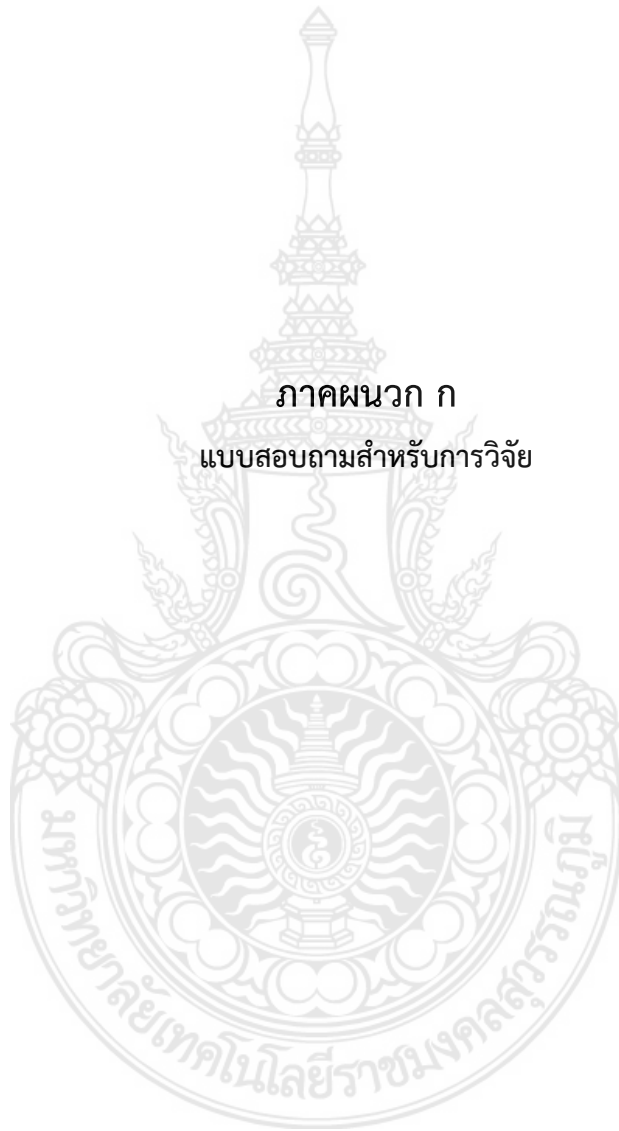 ภาคผนวก ก
แบบสอบถามสำหรับการวิจัย
มหาวิทยาลัยเทคโนโลยีราชมงคลสุวรรณภูมิ